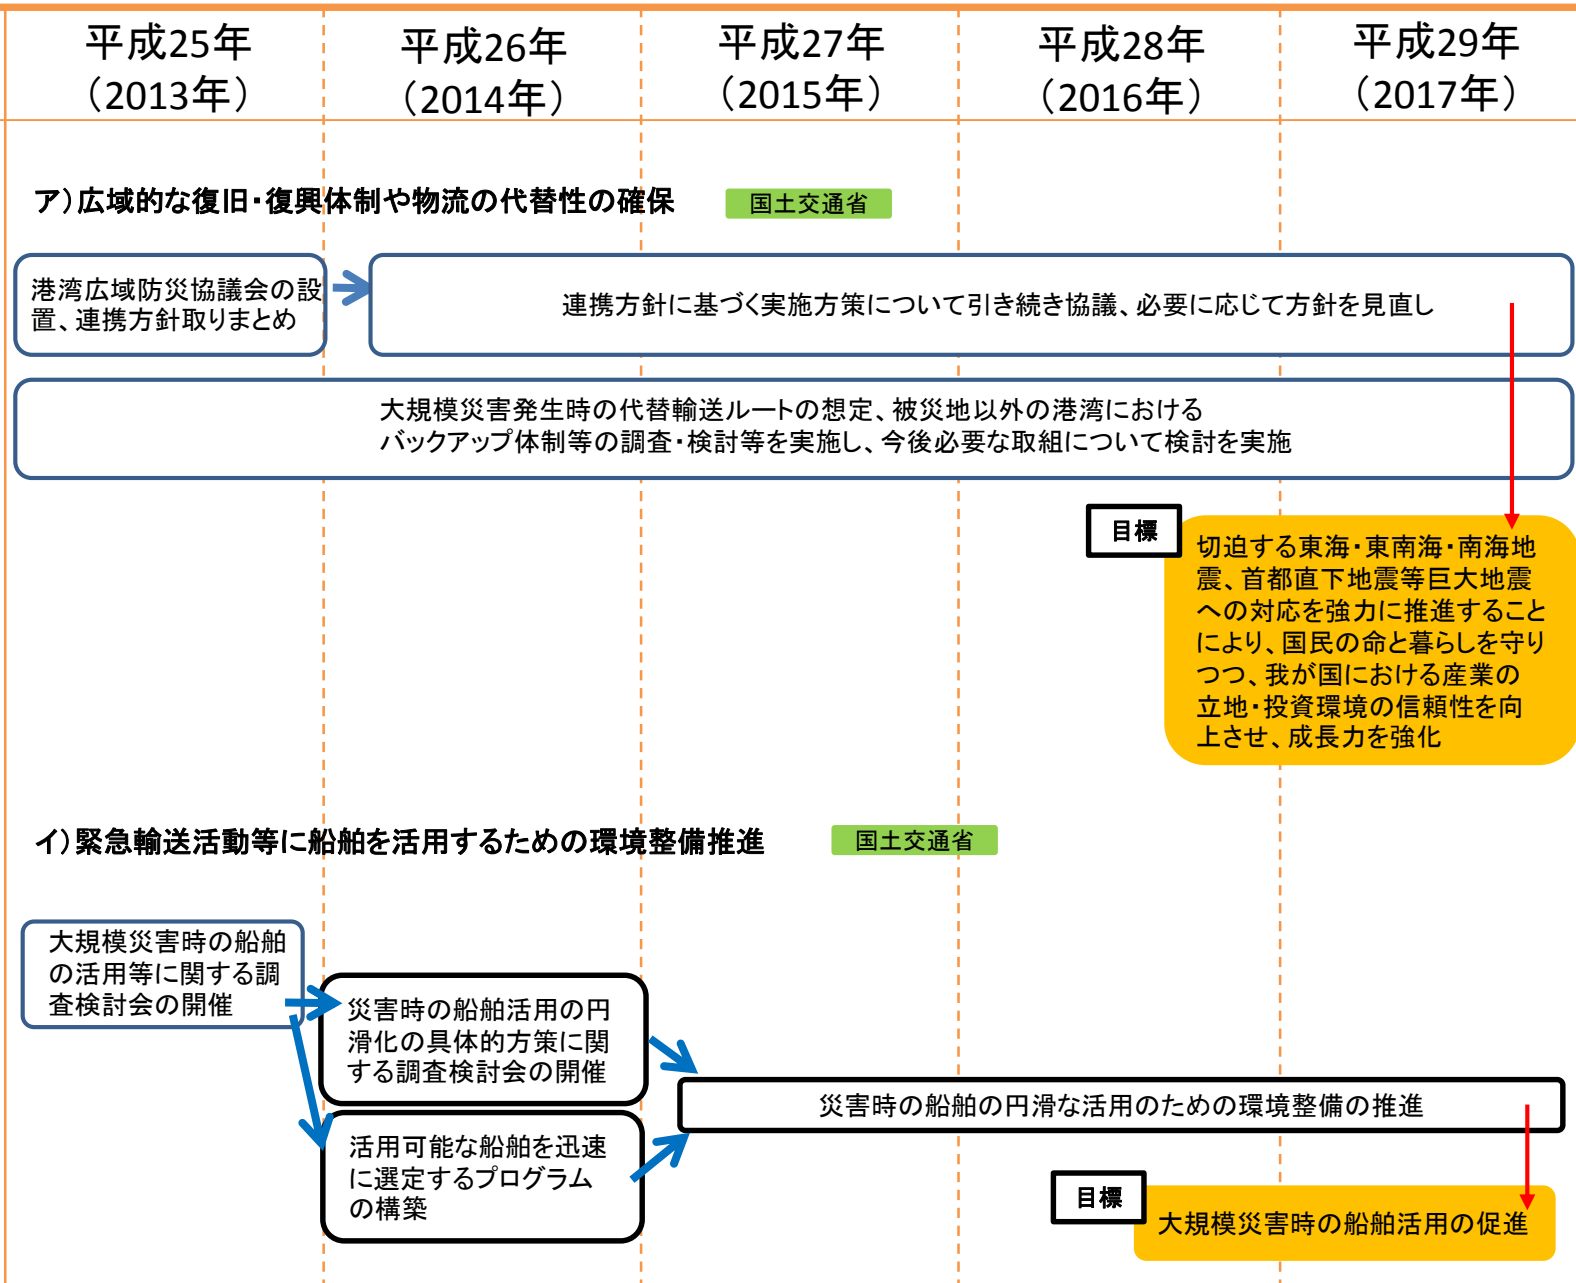 平成25年
（2013年）
平成26年
（2014年）
平成27年
（2015年）
平成28年
（2016年）
平成29年
（2017年）
ア）広域的な復旧・復興体制や物流の代替性の確保
国土交通省
港湾広域防災協議会の設
置、連携方針取りまとめ
連携方針に基づく実施方策について引き続き協議、必要に応じて方針を見直し
大規模災害発生時の代替輸送ルートの想定、被災地以外の港湾における
バックアップ体制等の調査・検討等を実施し、今後必要な取組について検討を実施
目標
切迫する東海・東南海・南海地
震、首都直下地震等巨大地震
への対応を強力に推進すること
により、国民の命と暮らしを守り
つつ、我が国における産業の
立地・投資環境の信頼性を向
上させ、成長力を強化
イ）緊急輸送活動等に船舶を活用するための環境整備推進
国土交通省
大規模災害時の船舶
の活用等に関する調
査検討会の開催
災害時の船舶活用の円
滑化の具体的方策に関
する調査検討会の開催
活用可能な船舶を迅速
に選定するプログラム
の構築
災害時の船舶の円滑な活用のための環境整備の推進
目標
大規模災害時の船舶活用の促進